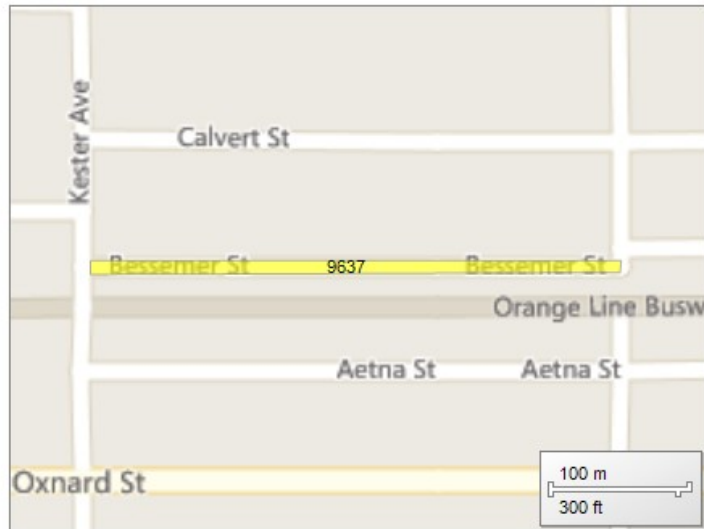 Kester Ave
Calvert St
Bessemer St 9637 Bessemer St
Orange Line Busw
Aetna St Aetna St
Oxnard St
100 m
300 ft